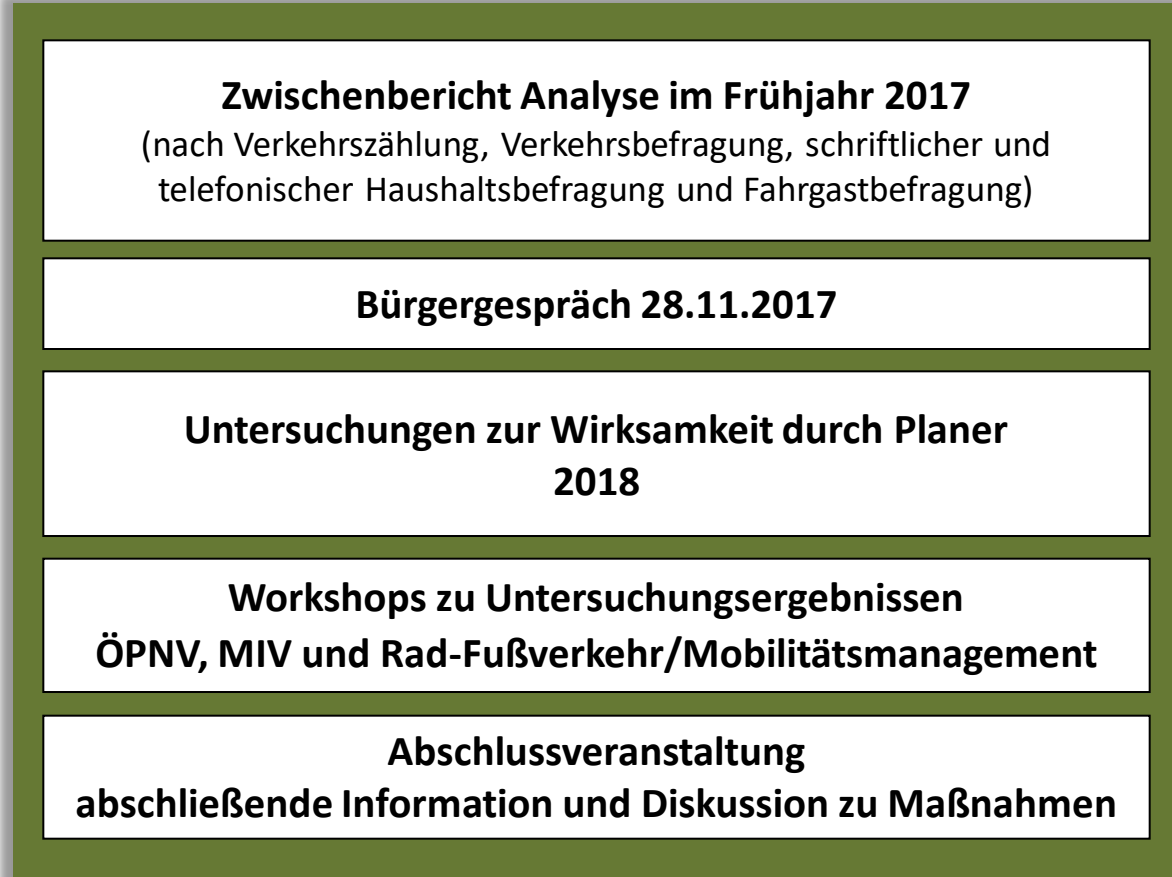 Zwischenbericht Analyse im Frühjahr 2017
(nach Verkehrszählung, Verkehrsbefragung, schriftlicher und
telefonischer Haushaltsbefragung und Fahrgastbefragung)
Bürgergespräch 28.11.2017
Untersuchungen zur Wirksamkeit durch Planer
2018
Workshops zu Untersuchungsergebnissen
ÖPNV, MIV und Rad-Fußverkehr/Mobilitätsmanagement
Abschlussveranstaltung
abschließende Information und Diskussion zu Maßnahmen